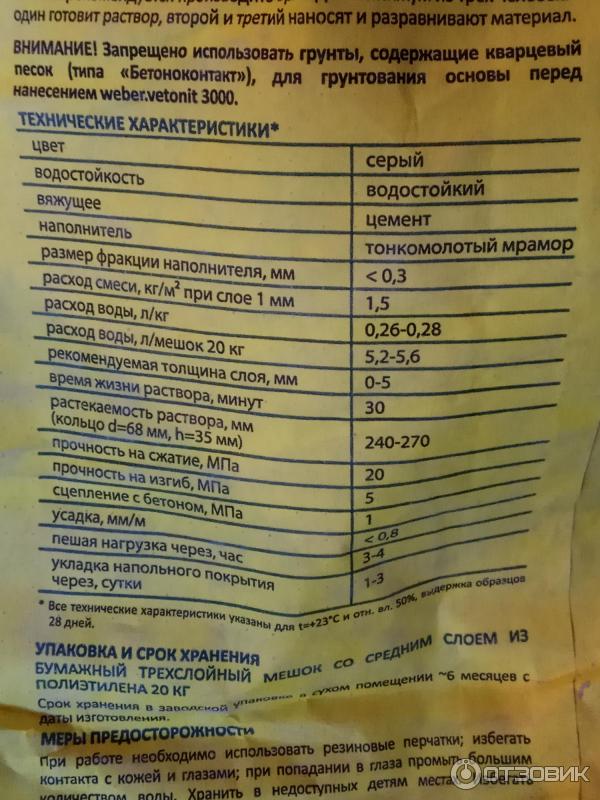 один готовит раствор, второй и третий наносят и разравнивают материал.
ВНИМАНИЕ! Запрещено использовать грунты, содержащие кварцевый
песок (типа «Бетоноконтакт»), для грунтования основы перед
нанесением weber.vetonit 3000.
ТЕХНИЧЕСКИЕ ХАРАКТЕРИСТИКИ*
цвет серый
водостойкость водостойкий
вяжущее цемент
наполнитель тонкомолотый мрамор
размер фракции наполнителя, мм < 0,3
расход смеси, кг/м² при слое 1 мм 1,5
расход воды, л/кг 0,26-0,28
расход воды, л/мешок 20 кг 5,2-5,6
рекомендуемая толщина слоя, мм 0-5
время жизни раствора, минут 30
растекаемость раствора, мм
(кольцо d=68 мм, h=35 мм) 240-270
прочность на сжатие, МПа 20
прочность на изгиб, МПа 5
сцепление с бетоном, МПа 1
усадка, мм/м < 0,8
пешая нагрузка через, час 3-4
укладка напольного покрытия
через, сутки 1-3
* Все технические характеристики указаны для t=+23°C и отн. вл. 50%, выдержка образцов
28 дней.
УПАКОВКА И СРОК ХРАНЕНИЯ
БУМАЖНЫЙ ТРЕХСЛОЙНЫЙ МЕШОК СО СРЕДНИМ СЛОЕМ ИЗ
ПОЛИЭТИЛЕНА 20 КГ
Срок хранения в заводской упаковке в сухом помещении ~6 месяцев с
даты изготовления.
МЕРЫ ПРЕДОСТОРОЖНОСТИ
При работе необходимо использовать резиновые перчатки; избегать
контакта с кожей и глазами; при попадании в глаза промыть большим
количеством воды. Хранить в недоступных детям местах. Избегать
ОТЗОВИК